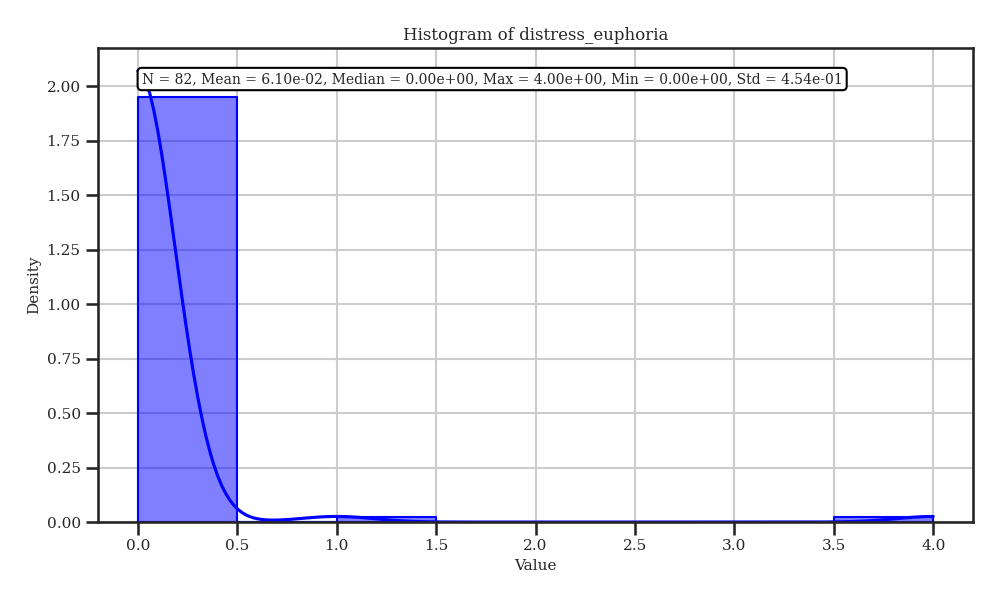 Histogram of distress_euphoria
N = 82, Mean = 6.10e-02, Median = 0.00e+00, Max = 4.00e+00, Min = 0.00e+00, Std = 4.54e-01
2.00
1.75
1.50
1.25
1.00
0.75
0.50
0.25
0.00
Density
0.0 0.5 1.0 1.5 2.0 2.5 3.0 3.5 4.0
Value